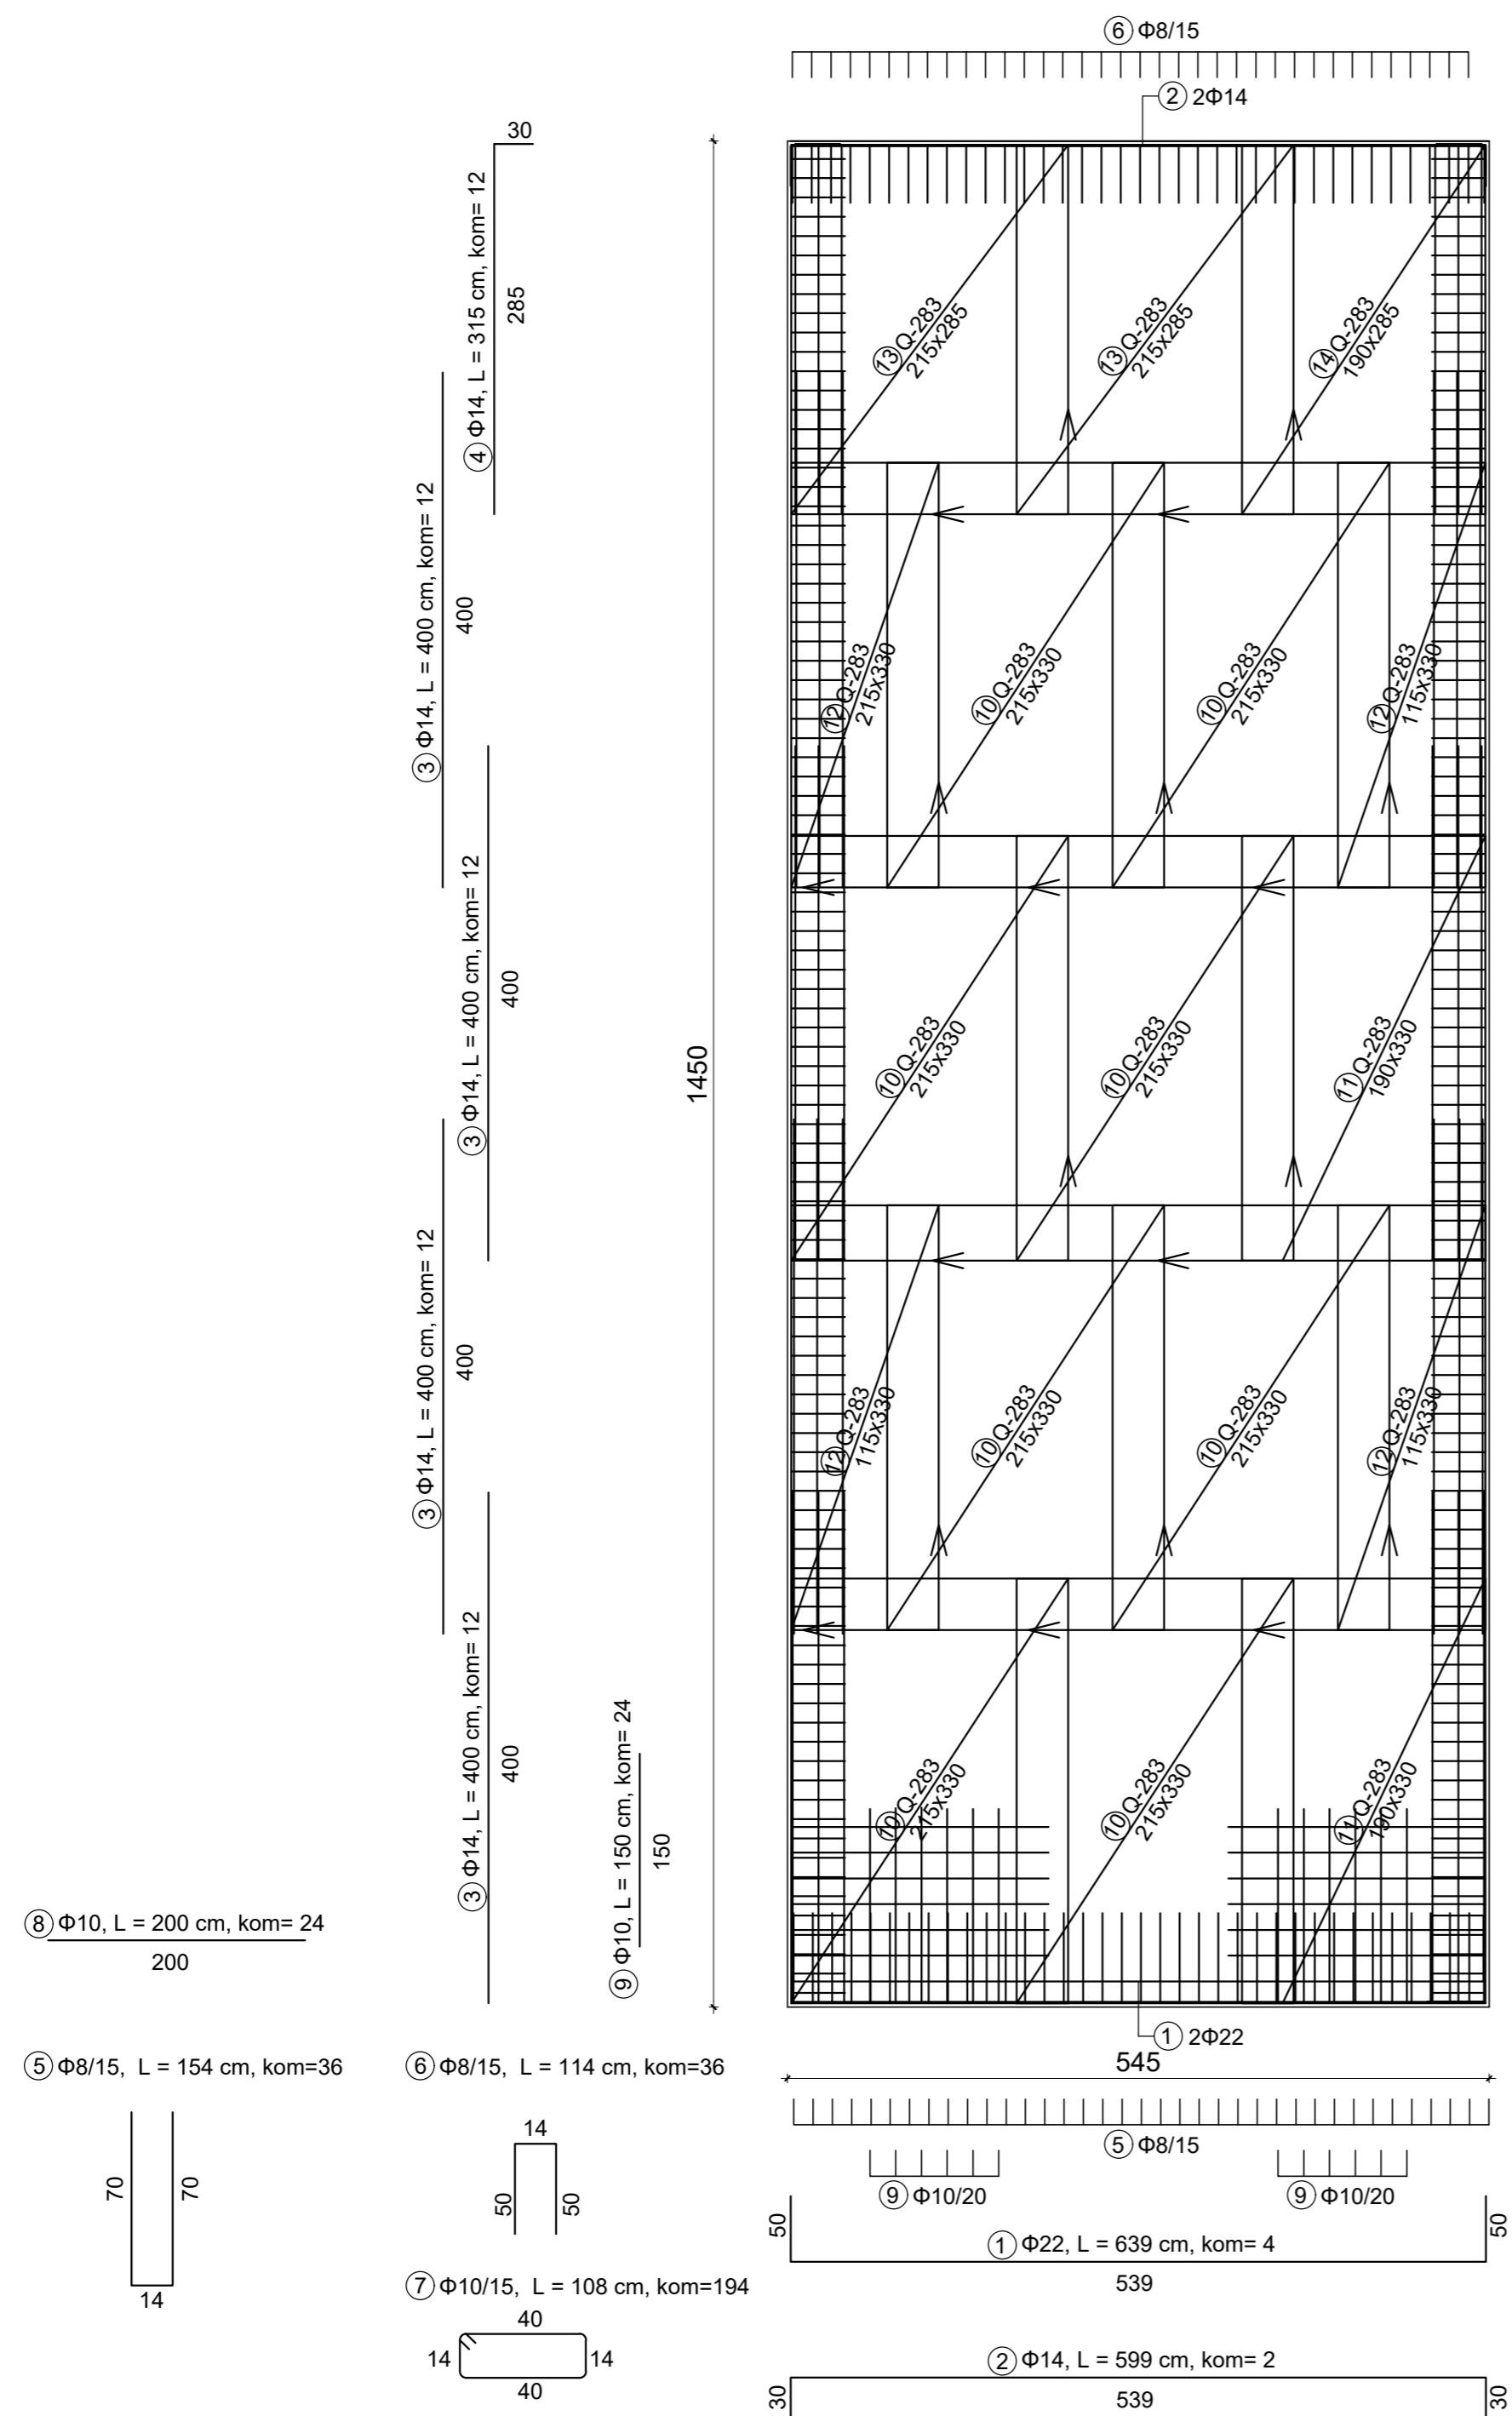 6 Φ8/15
2 2Φ14
30
4 Φ14, L = 315 cm, kom= 12
285
13 Q-283
215x285
13 Q-283
215x285
14 Q-283
190x285
3 Φ14, L = 400 cm, kom= 12
400
12 Q-283
215x330
10 Q-283
215x330
10 Q-283
215x330
12 Q-283
115x330
3 Φ14, L = 400 cm, kom= 12
400
1450
10 Q-283
215x330
10 Q-283
215x330
11 Q-283
190x330
3 Φ14, L = 400 cm, kom= 12
400
12 Q-283
115x330
10 Q-283
215x330
10 Q-283
215x330
12 Q-283
115x330
3 Φ14, L = 400 cm, kom= 12
400
9 Φ10, L = 150 cm, kom= 24
150
10 Q-283
215x330
10 Q-283
215x330
11 Q-283
190x330
8 Φ10, L = 200 cm, kom= 24
200
1 2Φ22
545
5 Φ8/15, L = 154 cm, kom=36
70
70
14
6 Φ8/15, L = 114 cm, kom=36
14
50
50
5 Φ8/15
9 Φ10/20
9 Φ10/20
50
1 Φ22, L = 639 cm, kom= 4
50
539
7 Φ10/15, L = 108 cm, kom=194
40
14
14
40
2 Φ14, L = 599 cm, kom= 2
30
539
30